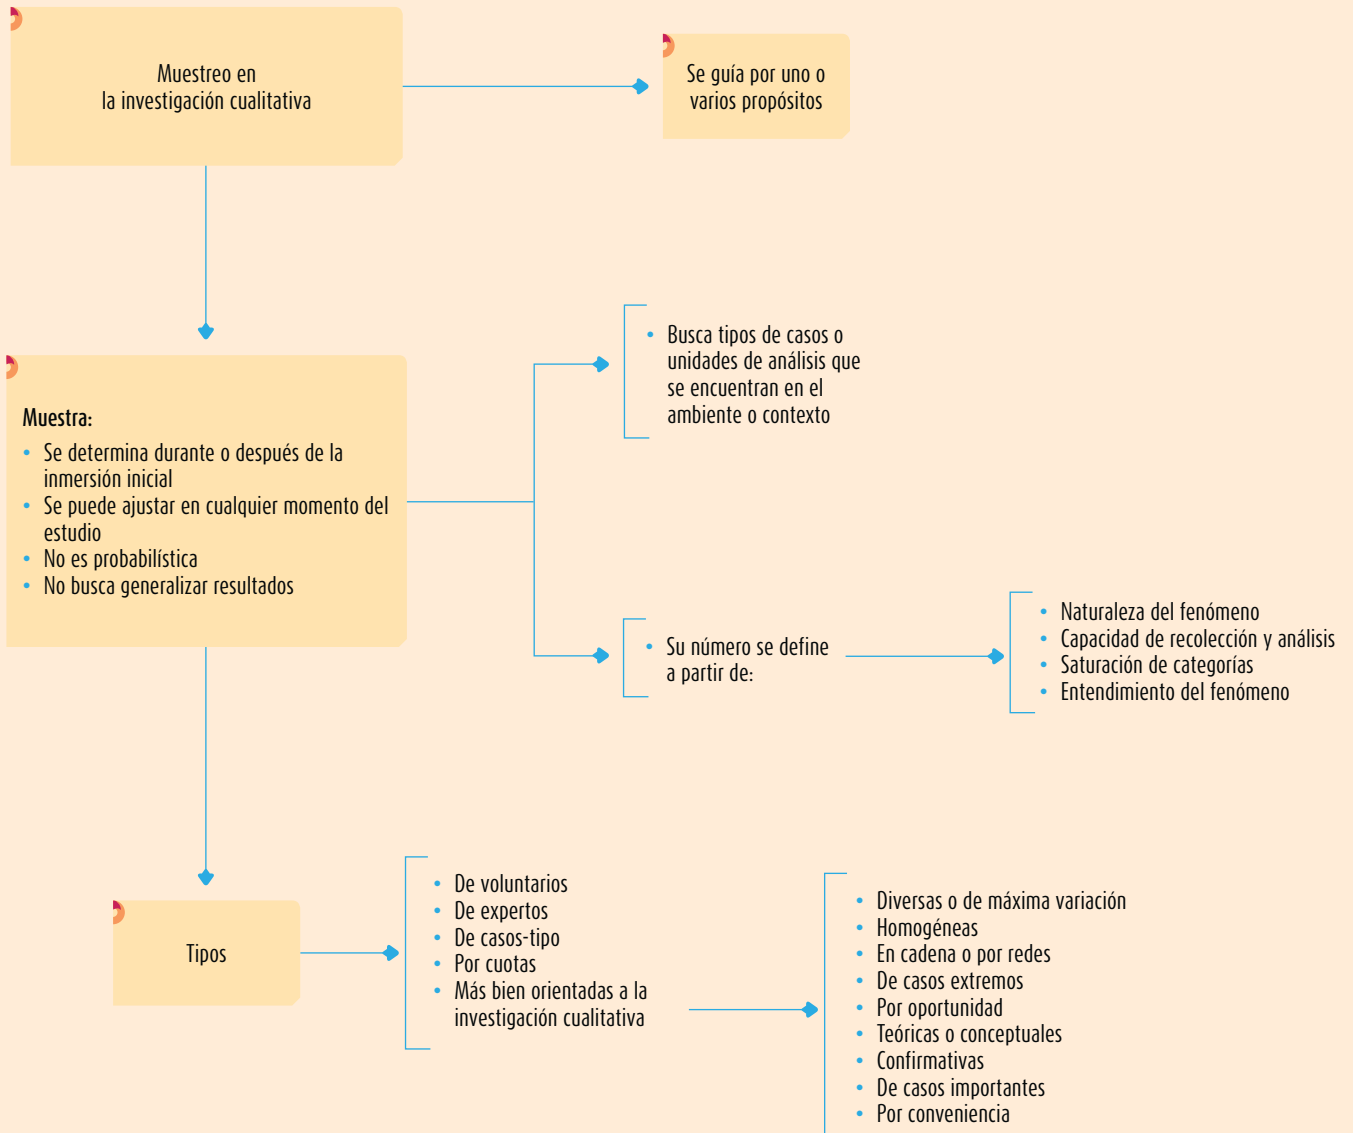 Muestreo en
la investigación cualitativa
Se guía por uno o
varios propósitos
• Busca tipos de casos o
unidades de análisis que
se encuentran en el
ambiente o contexto
Muestra:
• Se determina durante o después de la
inmersión inicial
• Se puede ajustar en cualquier momento del
estudio
• No es probabilística
• No busca generalizar resultados
• Su número se define
a partir de:
• Naturaleza del fenómeno
• Capacidad de recolección y análisis
• Saturación de categorías
• Entendimiento del fenómeno
Tipos
• De voluntarios
• De expertos
• De casos-tipo
• Por cuotas
• Más bien orientadas a la
investigación cualitativa
• Diversas o de máxima variación
• Homogéneas
• En cadena o por redes
• De casos extremos
• Por oportunidad
• Teóricas o conceptuales
• Confirmativas
• De casos importantes
• Por conveniencia